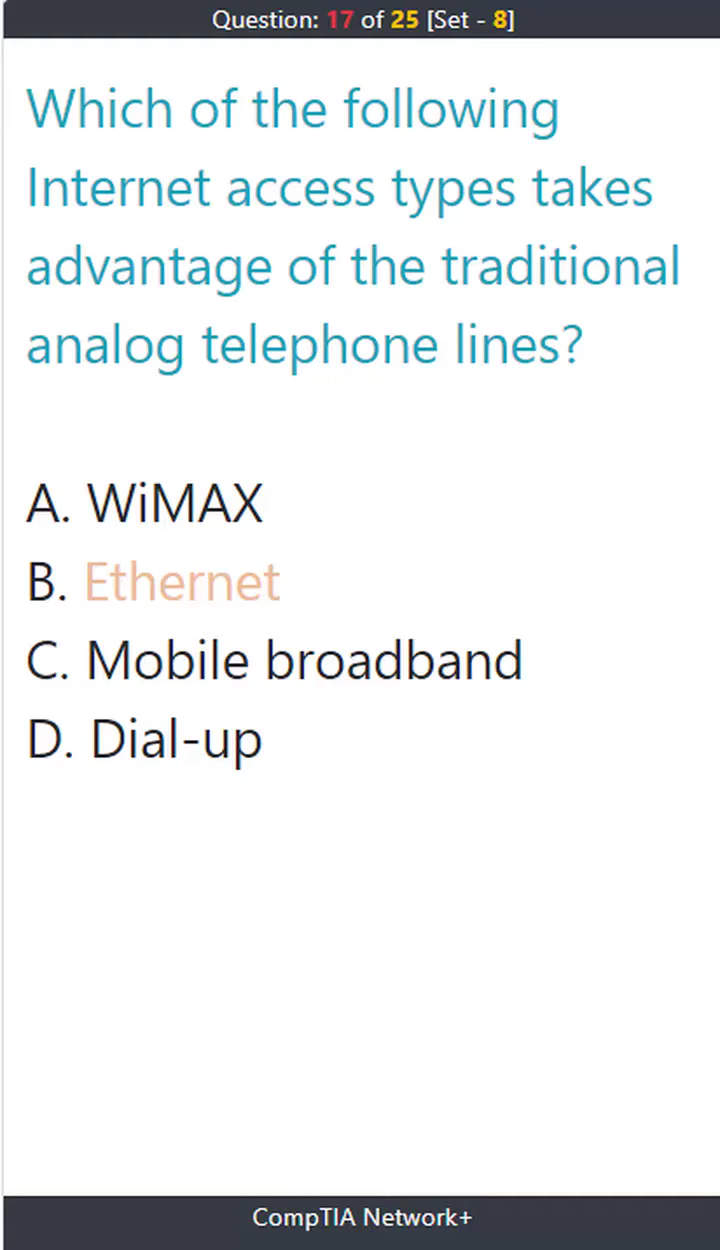 Question: 17 of 25 [Set - 8]
Which of the following
Internet access types takes
advantage of the traditional
analog telephone lines?
A. WiMAX
B. Ethernet
C. Mobile broadband
D. Dial-up
CompTIA Network+